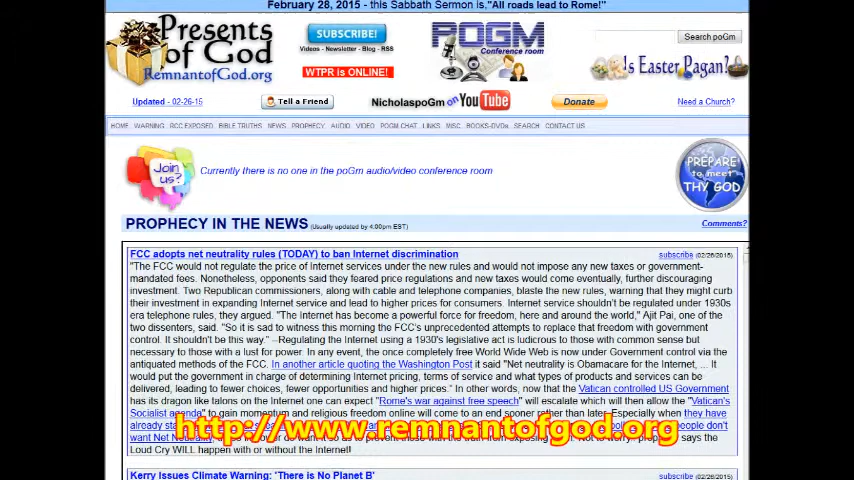 February 28, 2015 - this Sabbath Sermon is,"All roads lead to Rome!"
Presents of God
RemnantofGod.org
SUBSCRIBE!
Videos - Newsletter - Blog - RSS
WTPR is ONLINE!
POGM
Conference room
Search poGm
Is Easter Pagan?
Updated - 02-26-15
Tell a Friend
NicholaspoGm on YouTube
Donate
Need a Church?
HOME WARNING RCC EXPOSED BIBLE TRUTHS NEWS PROPHECY AUDIO VIDEO POGM CHAT LINKS MISC. BOOKS-DVDs SEARCH CONTACT US
Join us?
Currently there is no one in the poGm audio/video conference room
PREPARE to meet THY GOD
PROPHECY IN THE NEWS (Usually updated by 4:00pm EST)
Comments?
FCC adopts net neutrality rules (TODAY) to ban Internet discrimination
subscribe (02/26/2015)
"The FCC would not regulate the price of Internet services under the new rules and would not impose any new taxes or government-
mandated fees. Nonetheless, opponents said they feared price regulations and new taxes would come eventually, further discouraging
investment. Two Republican commissioners, along with cable and telephone companies, blaste the new rules, warning that they might curb
their investment in expanding Internet service and lead to higher prices for consumers. Internet service shouldn't be regulated under 1930s
era telephone rules, they argued. "The Internet has become a powerful force for freedom, here and around the world," Ajit Pai, one of the
two dissenters, said. "So it is sad to witness this morning the FCC's unprecedented attempts to replace that freedom with government
control. It shouldn't be this way." --Regulating the Internet using a 1930's legislative act is ludicrous to those with common sense but
necessary to those with a lust for power. In any event, the once completely free World Wide Web is now under Government control via the
antiquated methods of the FCC. In another article quoting the Washington Post it said "Net neutrality is Obamacare for the Internet, ... It
would put the government in charge of determining Internet pricing, terms of service and what types of products and services can be
delivered, leading to fewer choices, fewer opportunities and higher prices." In other words, now that the Vatican controlled US Government
has its dragon like talons on the Internet one can expect "Rome's war against free speech" will escalate which will then allow the "Vatican's
Socialist agenda" to gain momentum and religious freedom online will come to an end sooner rather than later. Especially when they have
already
people don't
want Net Neutrality
says the
Loud Cry WILL happen with or without the Internet!
http://www.remnantofgod.org
Kerry Issues Climate Warning: 'There is No Planet B'
subscribe (02/26/2015)